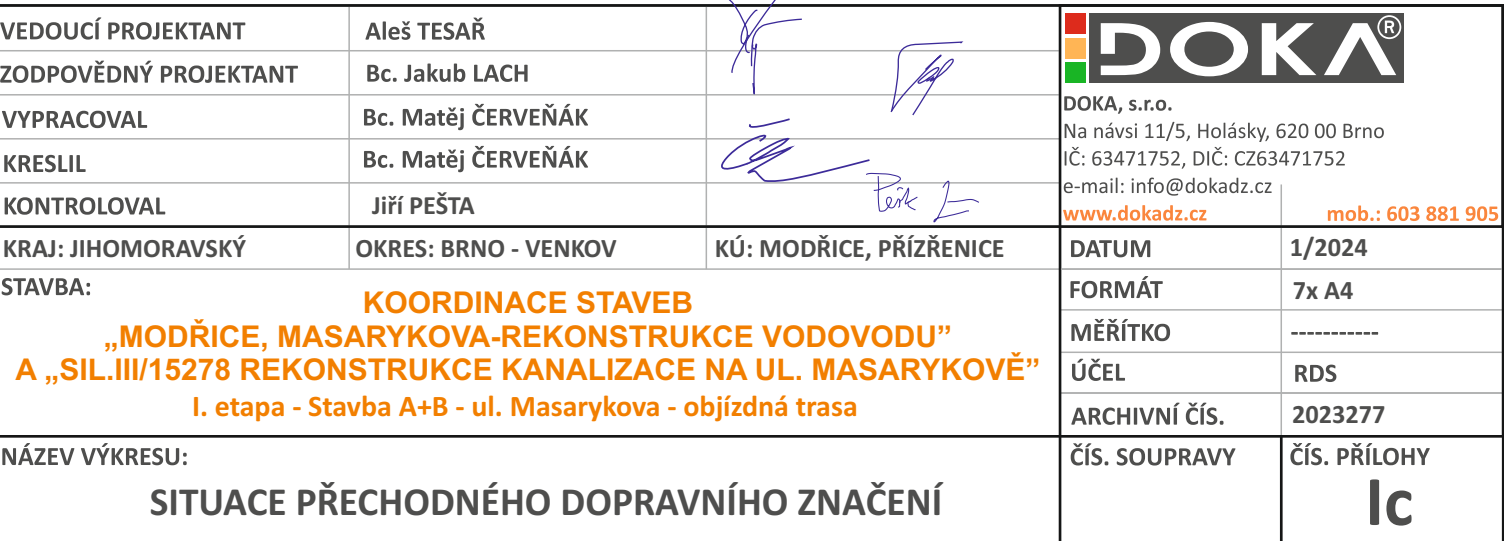 VEDOUCÍ PROJEKTANT Aleš TESAŘ
ZODPOVĚDNÝ PROJEKTANT Bc. Jakub LACH
VYPRACOVAL Bc. Matěj ČERVEŇÁK
KRESLIL Bc. Matěj ČERVEŇÁK
KONTROLOVAL Jiří PEŠTA
DOKA®
DOKA, s.r.o.
Na návsi 11/5, Holásky, 620 00 Brno
IČ: 63471752, DIČ: CZ63471752
e-mail: info@dokadz.cz
www.dokadz.cz mob.: 603 881 905
KRAJ: JIHOMORAVSKÝ OKRES: BRNO - VENKOV KÚ: MODŘICE, PŘÍZŘENICE
DATUM 1/2024
FORMÁT 7x A4
MĚŘÍTKO -----------
ÚČEL RDS
ARCHIVNÍ ČÍS. 2023277
STAVBA:
KOORDINACE STAVEB
„MODŘICE, MASARYKOVA-REKONSTRUKCE VODOVODU”
A „SIL.III/15278 REKONSTRUKCE KANALIZACE NA UL. MASARYKOVĚ”
I. etapa - Stavba A+B - ul. Masarykova - objízdná trasa
NÁZEV VÝKRESU:
SITUACE PŘECHODNÉHO DOPRAVNÍHO ZNAČENÍ
ČÍS. SOUPRAVY
ČÍS. PŘÍLOHY
Ic